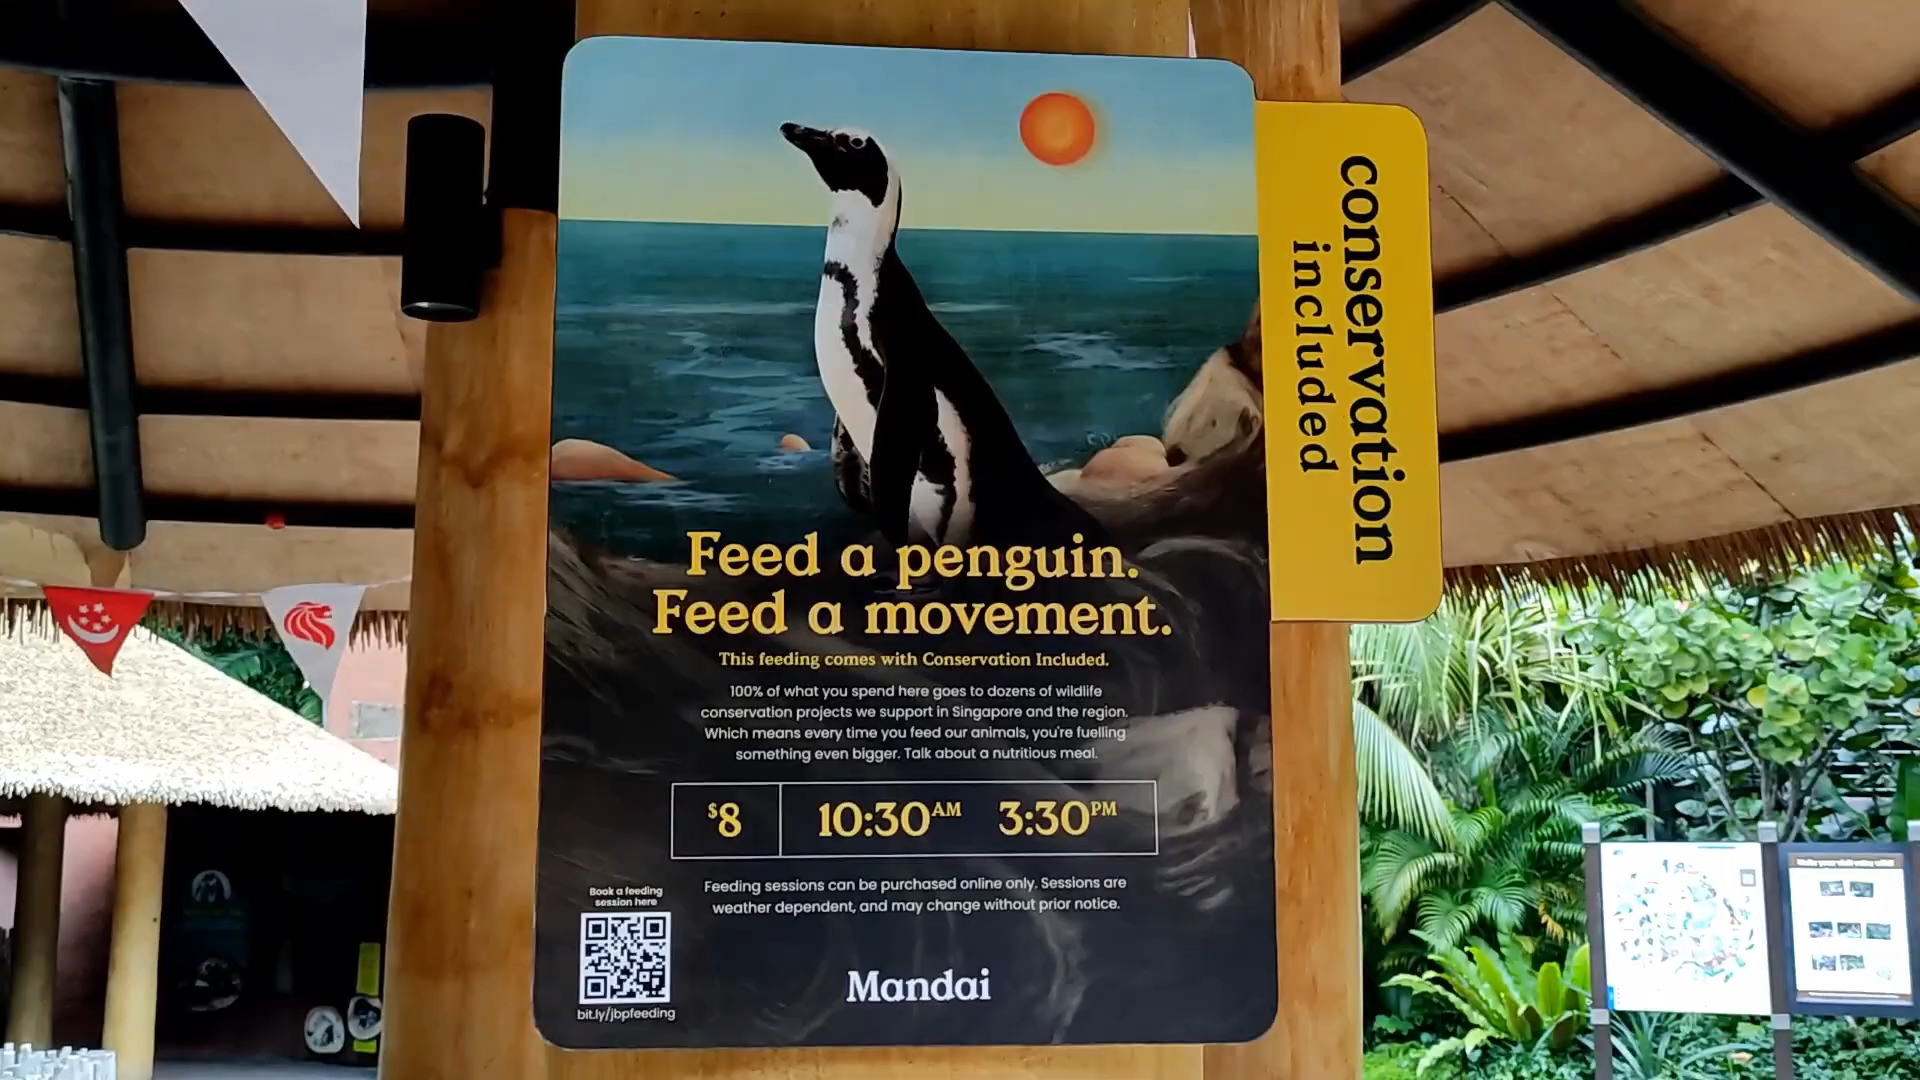 conservation
included
Feed a penguin.
Feed a movement.
This feeding comes with Conservation Included.
100% of what you spend here goes to dozens of wildlife
conservation projects we support in Singapore and the region.
Which means every time you feed our animals, you're fuelling
something even bigger. Talk about a nutritious meal.
$8 10:30AM 3:30PM
Feeding sessions can be purchased online only. Sessions are
weather dependent, and may change without prior notice.
Book a feeding
session here
bit.ly/jbpfeeding
Mandai